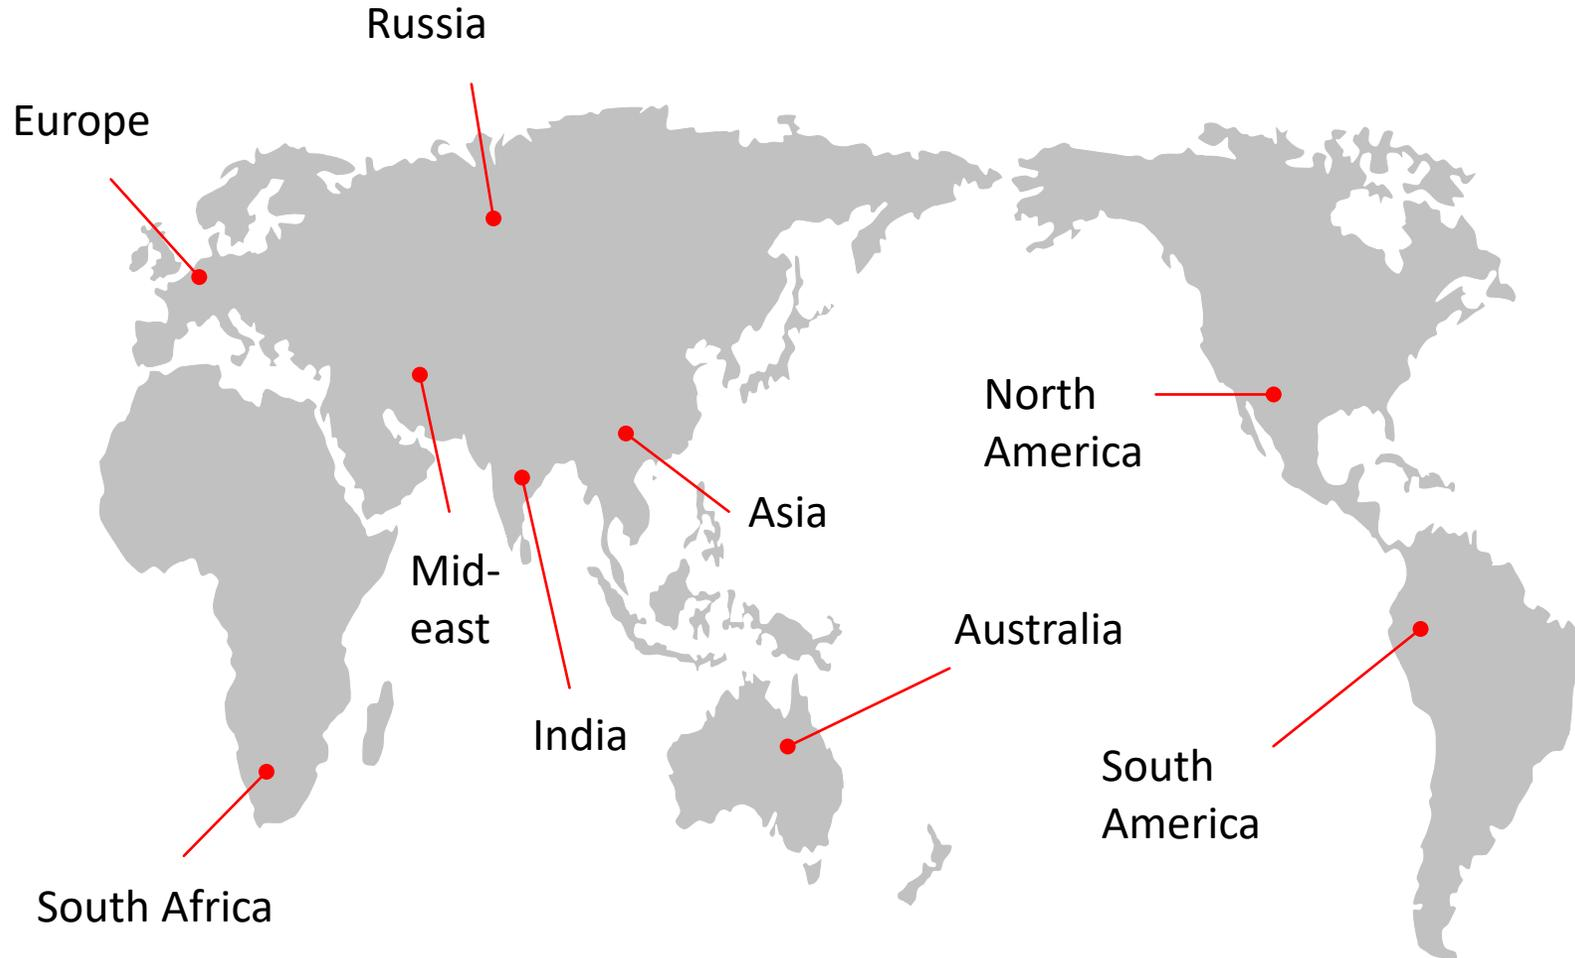 Russia
Europe
North
America
Asia
Mid-
east
Australia
India
South
America
South Africa